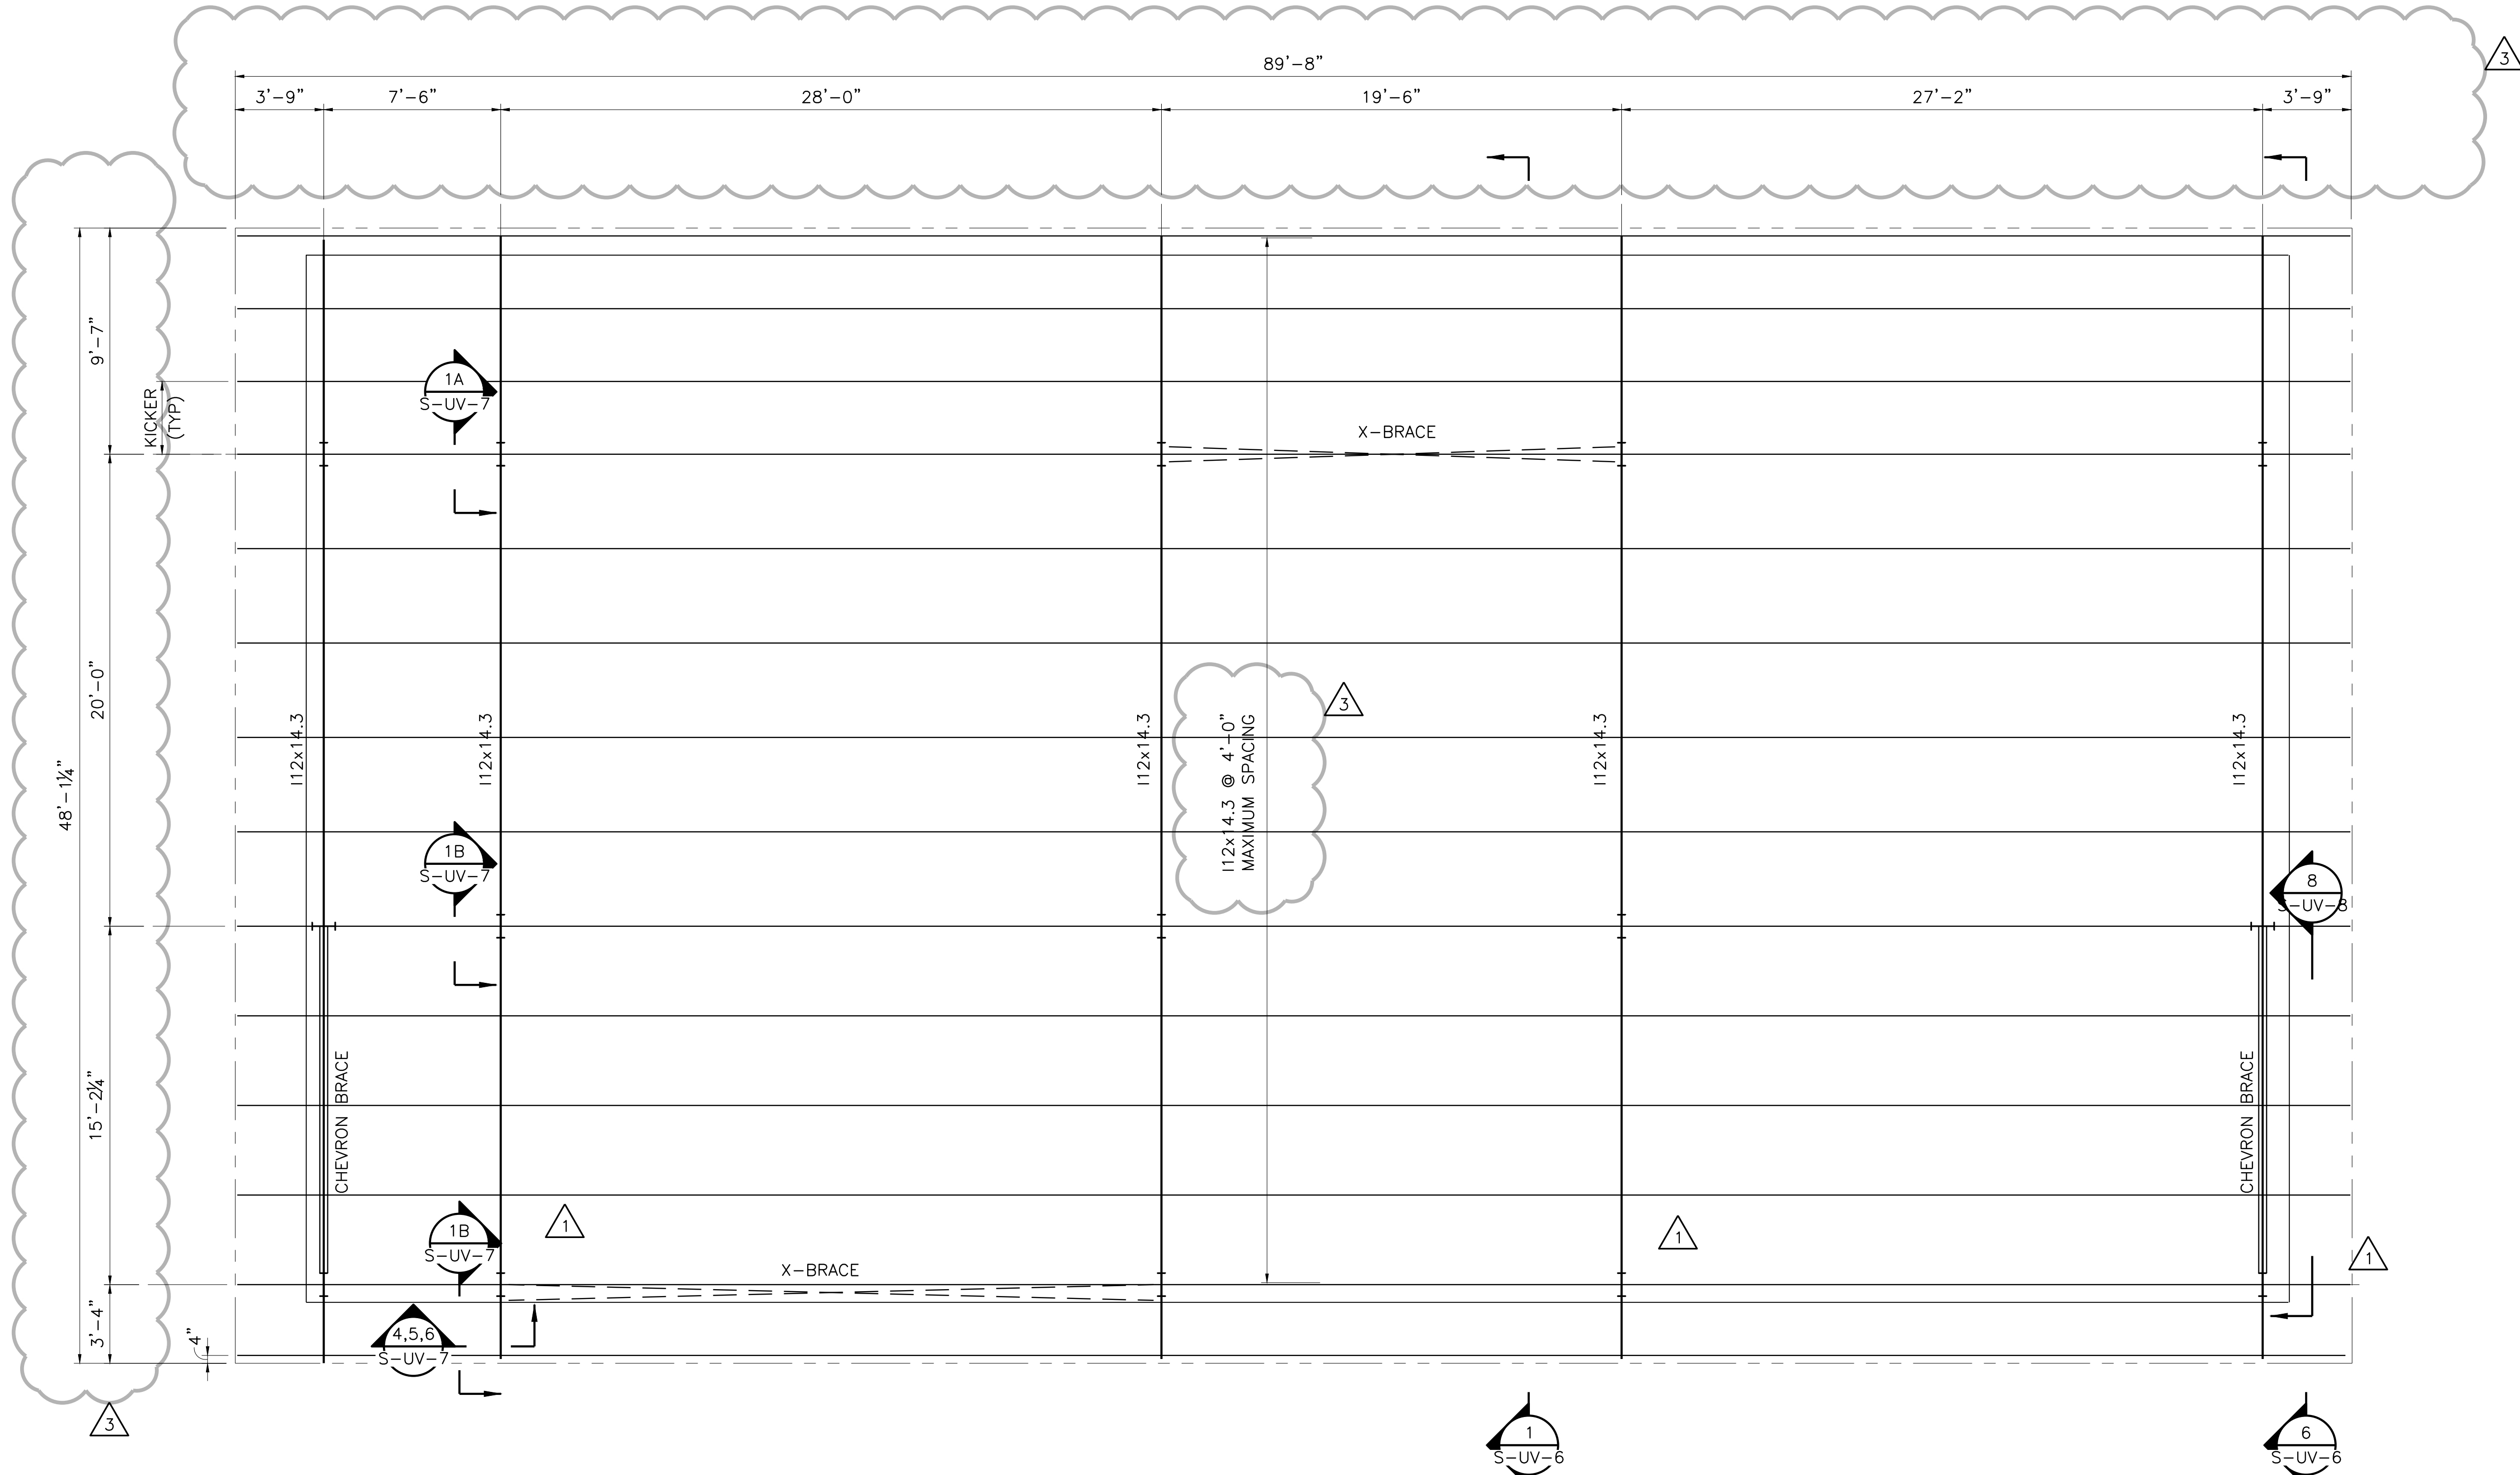 89'-8"
3
3'-9"
7'-6"
28'-0"
19'-6"
27'-2"
3'-9"
9'-7"
KICKER
(TYP)
1A
S-UV-7
X-BRACE
20'-0"
3
48'-1¼"
I12x14.3
I12x14.3
I12x14.3
I12x14.3 @ 4'-0"
MAXIMUM SPACING
I12x14.3
I12x14.3
1B
S-UV-7
8
S-UV-8
15'-2¼"
CHEVRON BRACE
CHEVRON BRACE
1B
S-UV-7
1
1
1
X-BRACE
3'-4"
4"
4,5,6
S-UV-7
3
1
S-UV-6
6
S-UV-6